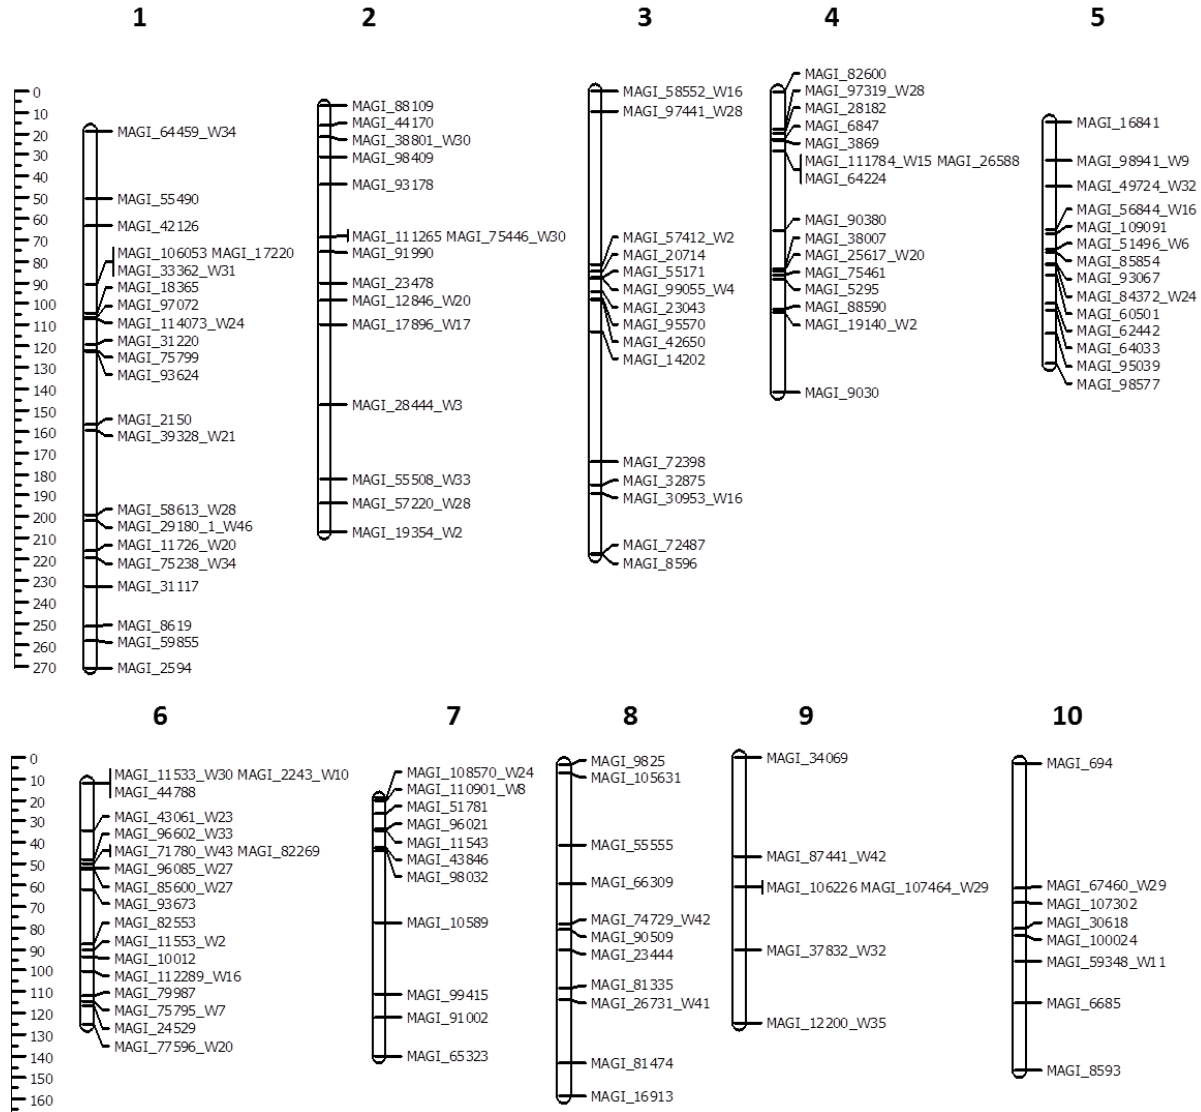 1
2
3
4
5
0
10
20
30
40
50
60
70
80
90
100
110
120
130
140
150
160
170
180
190
200
210
220
230
240
250
260
270
MAGI_64459_W34
MAGI_55490
MAGI_42126
MAGI_106053 MAGI_17220
MAGI_33362_W31
MAGI_18365
MAGI_97072
MAGI_114073_W24
MAGI_31220
MAGI_75799
MAGI_93624
MAGI_2150
MAGI_39328_W21
MAGI_58613_W28
MAGI_29180_1_W46
MAGI_11726_W20
MAGI_75238_W34
MAGI_31117
MAGI_8619
MAGI_59855
MAGI_2594
MAGI_88109
MAGI_44170
MAGI_38801_W30
MAGI_98409
MAGI_93178
MAGI_111265 MAGI_75446_W30
MAGI_91990
MAGI_23478
MAGI_12846_W20
MAGI_17896_W17
MAGI_28444_W3
MAGI_55508_W33
MAGI_57220_W28
MAGI_19354_W2
MAGI_58552_W16
MAGI_97441_W28
MAGI_57412_W2
MAGI_20714
MAGI_55171
MAGI_99055_W4
MAGI_23043
MAGI_95570
MAGI_42650
MAGI_14202
MAGI_72398
MAGI_32875
MAGI_30953_W16
MAGI_72487
MAGI_8596
MAGI_82600
MAGI_97319_W28
MAGI_28182
MAGI_6847
MAGI_3869
MAGI_111784_W15 MAGI_26588
MAGI_64224
MAGI_90380
MAGI_38007
MAGI_25617_W20
MAGI_75461
MAGI_5295
MAGI_88590
MAGI_19140_W2
MAGI_9030
MAGI_16841
MAGI_98941_W9
MAGI_49724_W32
MAGI_56844_W16
MAGI_109091
MAGI_51496_W6
MAGI_85854
MAGI_93067
MAGI_84372_W24
MAGI_60501
MAGI_62442
MAGI_64033
MAGI_95039
MAGI_98577
6
7
8
9
10
0
10
20
30
40
50
60
70
80
90
100
110
120
130
140
150
160
MAGI_11533_W30 MAGI_2243_W10
MAGI_44788
MAGI_43061_W23
MAGI_96602_W33
MAGI_71780_W43 MAGI_82269
MAGI_96085_W27
MAGI_85600_W27
MAGI_93673
MAGI_82553
MAGI_11553_W2
MAGI_10012
MAGI_112289_W16
MAGI_79987
MAGI_75795_W7
MAGI_24529
MAGI_77596_W20
MAGI_108570_W24
MAGI_110901_W8
MAGI_51781
MAGI_96021
MAGI_11543
MAGI_43846
MAGI_98032
MAGI_10589
MAGI_99415
MAGI_91002
MAGI_65323
MAGI_9825
MAGI_105631
MAGI_55555
MAGI_66309
MAGI_74729_W42
MAGI_90509
MAGI_23444
MAGI_81335
MAGI_26731_W41
MAGI_81474
MAGI_16913
MAGI_34069
MAGI_87441_W42
MAGI_106226 MAGI_107464_W29
MAGI_37832_W32
MAGI_12200_W35
MAGI_694
MAGI_67460_W29
MAGI_107302
MAGI_30618
MAGI_100024
MAGI_59348_W11
MAGI_6685
MAGI_8593